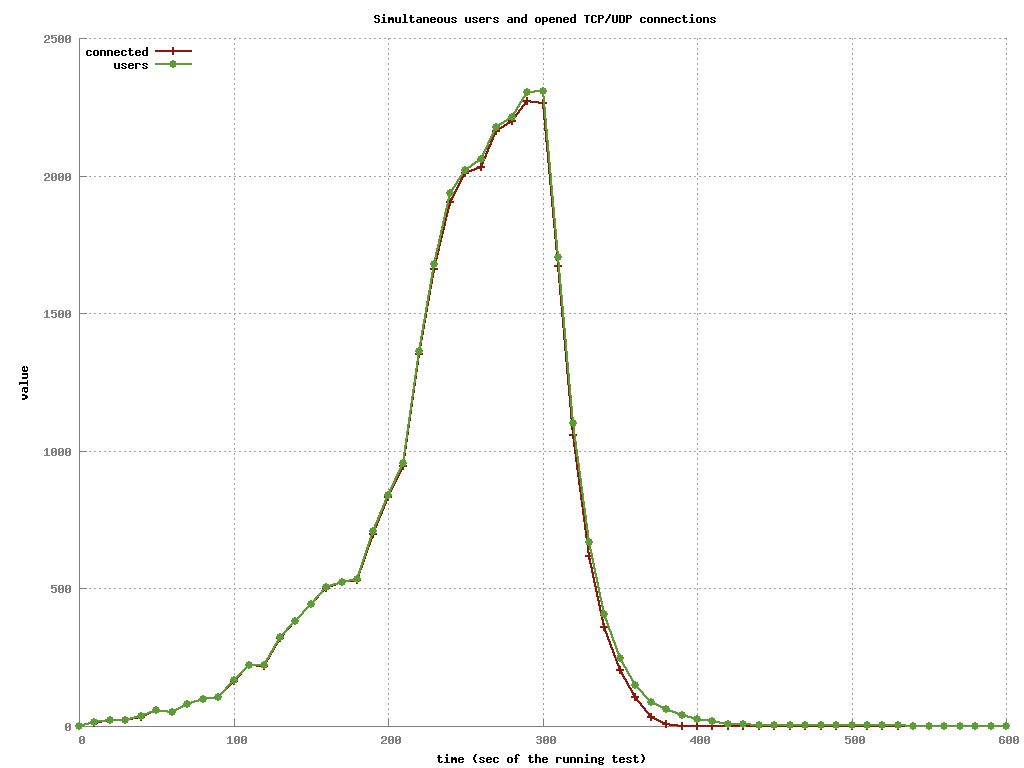 Simultaneous users and opened TCP/UDP connections
connected
users
2500
2000
1500
1000
500
0
value
0 100 200 300 400 500 600
time (sec of the running test)